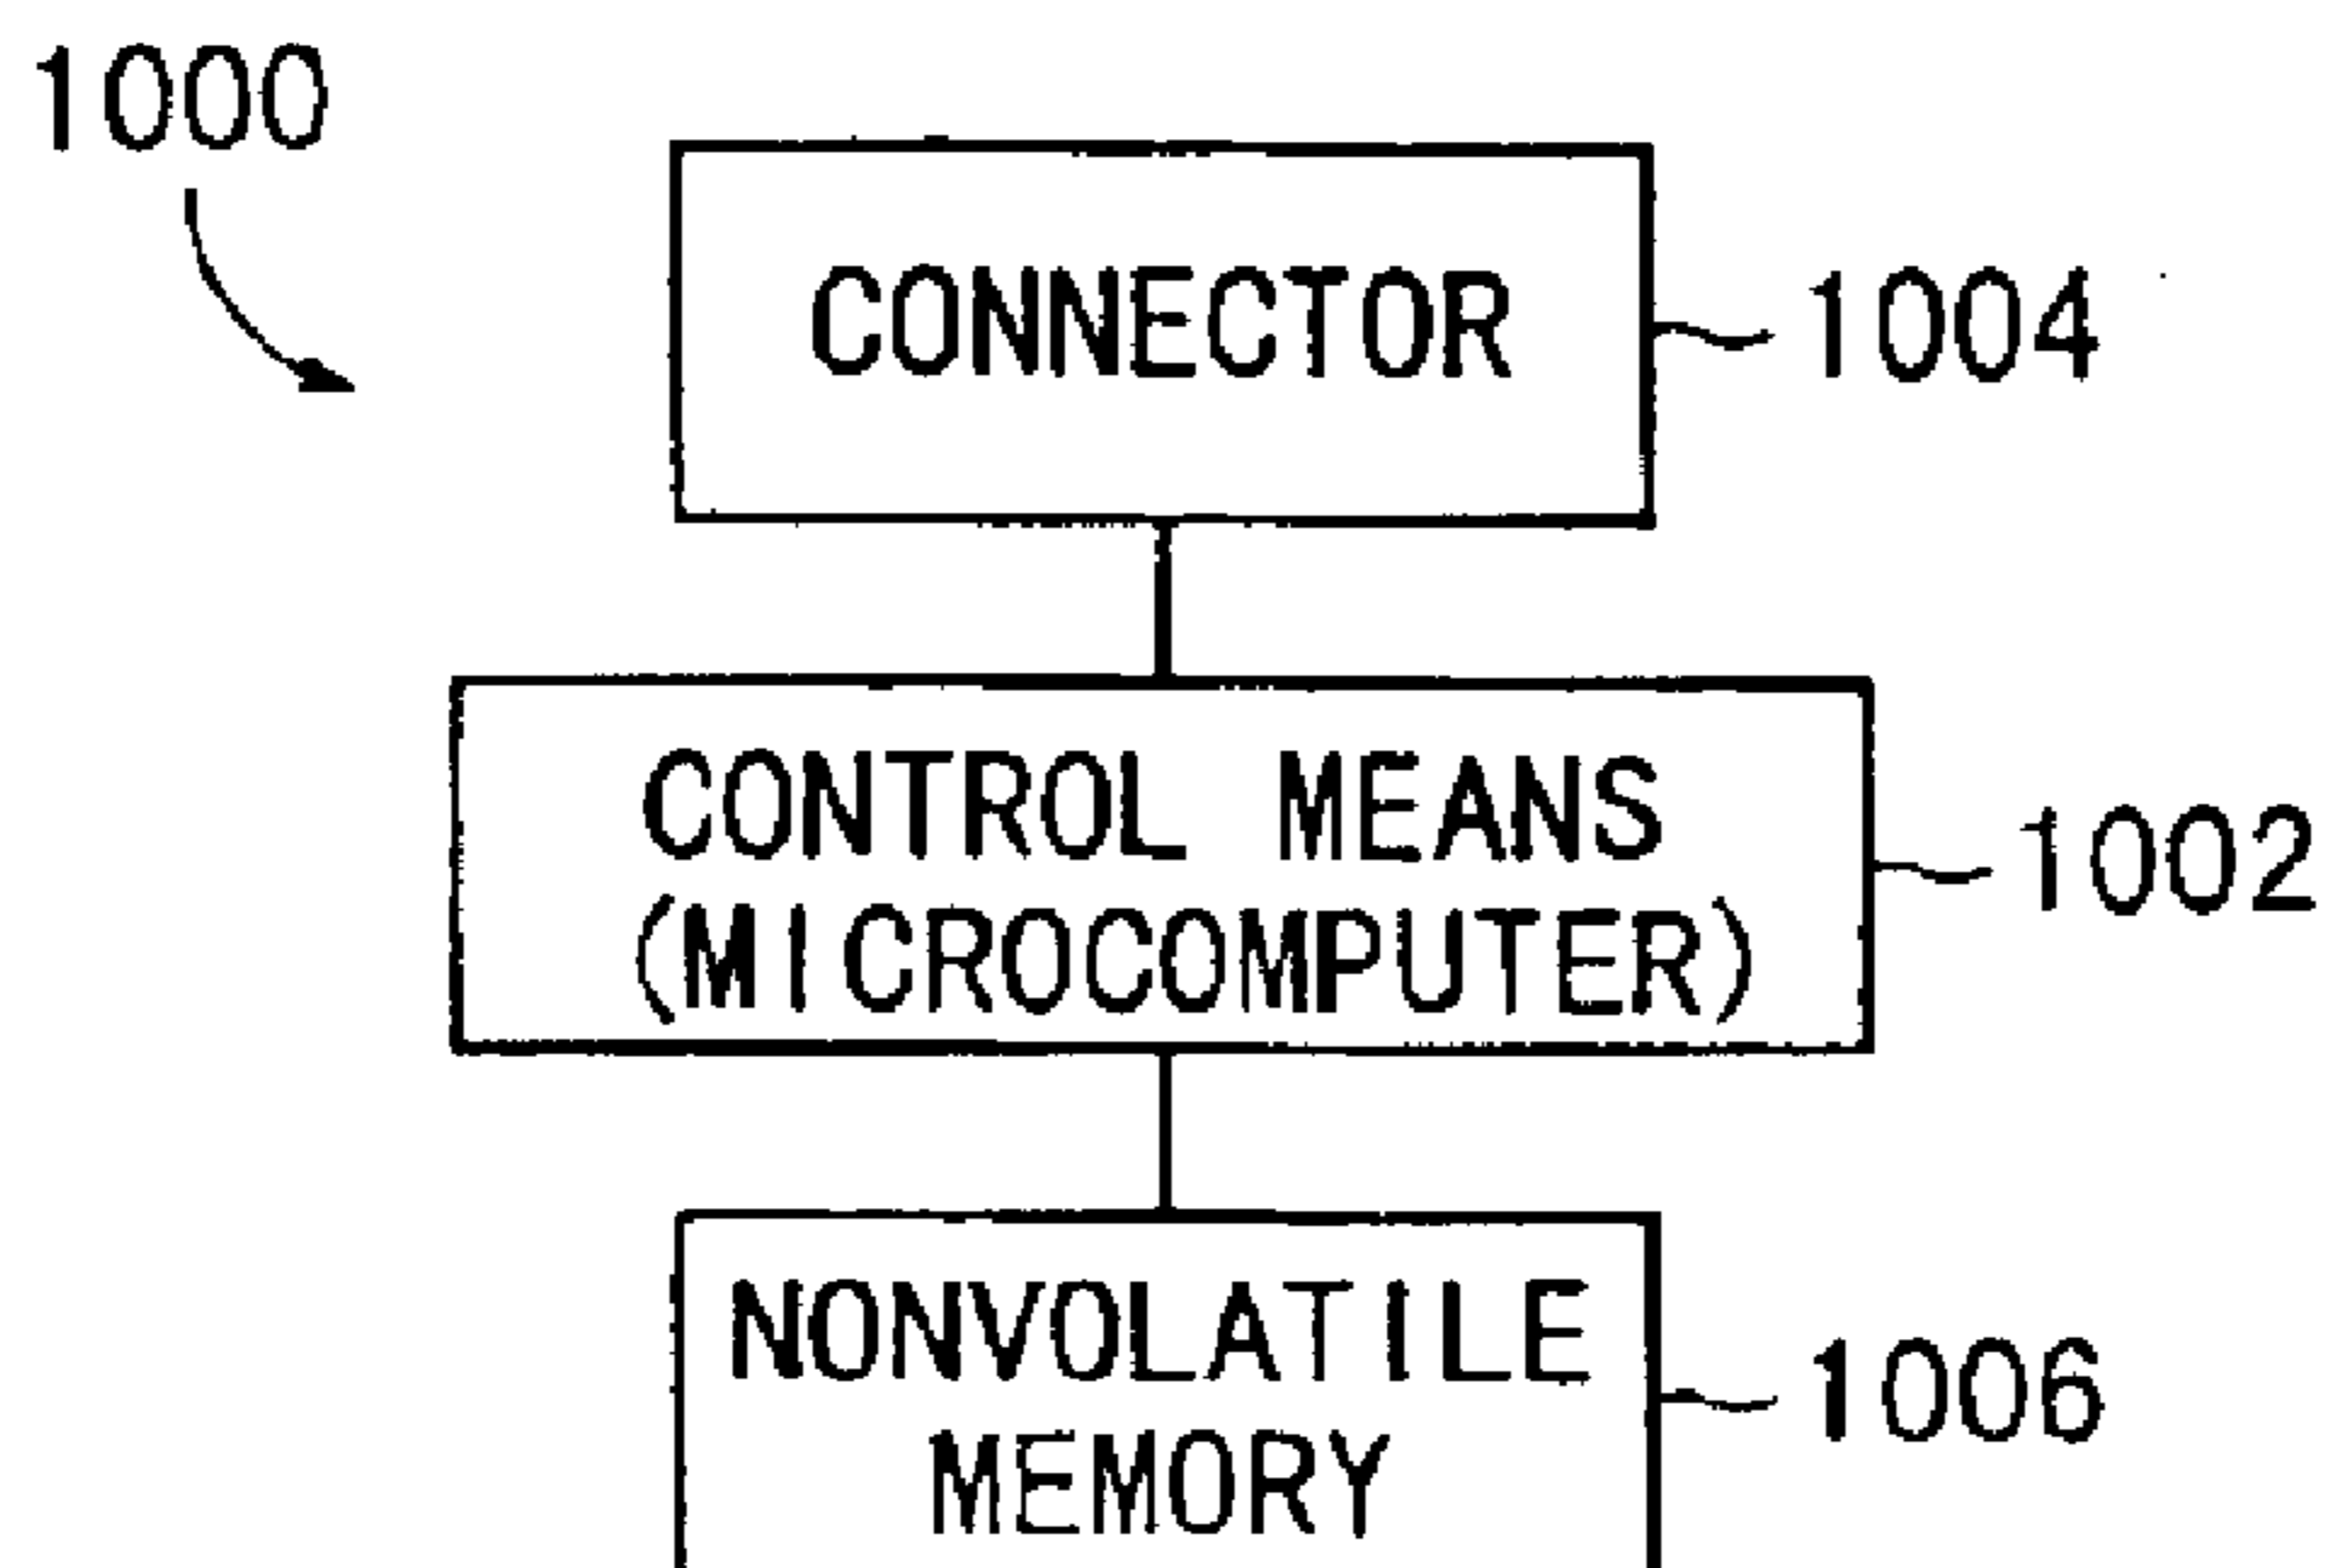 1000
CONNECTOR
1004
CONTROL MEANS
(MICROCOMPUTER)
1002
NONVOLATILE
MEMORY
1006